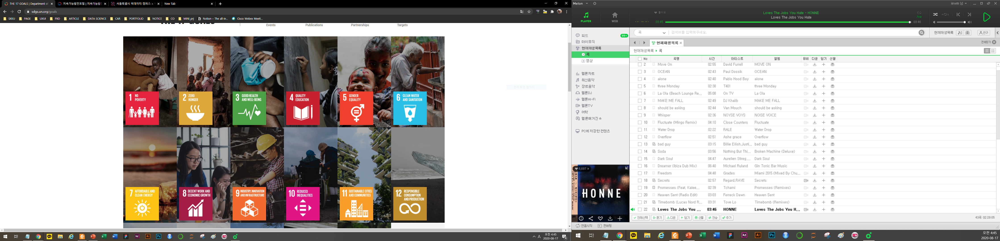 THE 17 GOALS | Department of
지속가능발전포털 | 지속가능발
서울특별시 빅데이터 캠퍼스 >
New Tab
sdgs.un.org/goals
SKKU PAGE UXUI PXD ARTICLE DATA SCIENCE CAR PORTFOLIO NOTICE CO MINI_prj Notion – The all-in... Cisco Webex Meeti...
THE 17 GOALS
Events Publications Partnerships Targets
1 NO POVERTY
2 ZERO HUNGER
3 GOOD HEALTH AND WELL-BEING
4 QUALITY EDUCATION
5 GENDER EQUALITY
6 CLEAN WATER AND SANITATION
7 AFFORDABLE AND CLEAN ENERGY
8 DECENT WORK AND ECONOMIC GROWTH
9 INDUSTRY, INNOVATION AND INFRASTRUCTURE
10 REDUCED INEQUALITIES
11 SUSTAINABLE CITIES AND COMMUNITIES
12 RESPONSIBLE CONSUMPTION AND PRODUCTION
A 오전 4:45
2020-08-17
Melon
iewm 님
PLAYER WEB
좋아요
Loves The Jobs You Hate - HONNE
Loves The Jobs You Hate
03:45 03:46
EQ
가사
곡 검색어를 입력해주세요.
현재재생목록 친구
피드 99+
마이뮤직
현재재생목록
곡
영상
멜론차트
최신음악
장르음악
멜론DJ
멜론Hi-Fi
멜론TV
어학
멜론매거진
PC에 저장한 컨텐츠
8,697
HONNE
현재재생목록
전체닫기
현재재생목록 곡
No 곡명 시간 아티스트 앨범 뮤비 다운 담기 선물
2 Move On 02:55 David Furrell MOVE ON
3 OCEAN 02:43 Paul Dossik OCEAN
4 alone 02:40 Pablo Hood Boy alone
5 three Monday 02:38 T401 three Monday
6 La Ola (Beach Lounge Re... 05:08 On TV La Ola
7 MAKE ME FALL 02:49 DJ Khalib MAKE ME FALL
8 should be asking 02:44 Van Mouch should be asking
9 Whisper 02:36 NOYSE VOYS NOISE VOICE
10 Fluctuate (Mingo Remix) 04:10 Close Counters Fluctuate
11 Water Drop 02:22 RALE Water Drop
12 Overflow 02:51 Ashe grace Overflow
13 bad guy 03:15 Billie Eilish,Justi... bad guy
14 Soda 03:56 Nothing But Thi... Broken Machine (Deluxe)
15 Dark Soul 04:47 Aurelien Stireg,... Dark Soul
16 Dreamer (Ibiza Dub Mix) 06:40 Michael Ruland Gin Tonic Bar Music
17 Freedom 04:48 Grades Miami 2015 (Mixed By Chu...
18 Secrets 02:57 Regard,RAYE Secrets
19 Promesses (Feat. Kalee... 02:39 Tchami Promesses (Remixes)
20 Heaven Sent (Radio Edit) 03:03 Ferreck Dawn Heaven Sent
21 Timebomb (Lucas Nord R... 03:31 Tove Lo Timebomb (Remixes)
22 Loves The Jobs You ... 03:46 HONNE Loves The Jobs You H...
전체선택 듣기 다운 담기 선물 전송 추가
43곡 02:28:05
연결시작 컨버팅
오전 4:45
2020-08-17